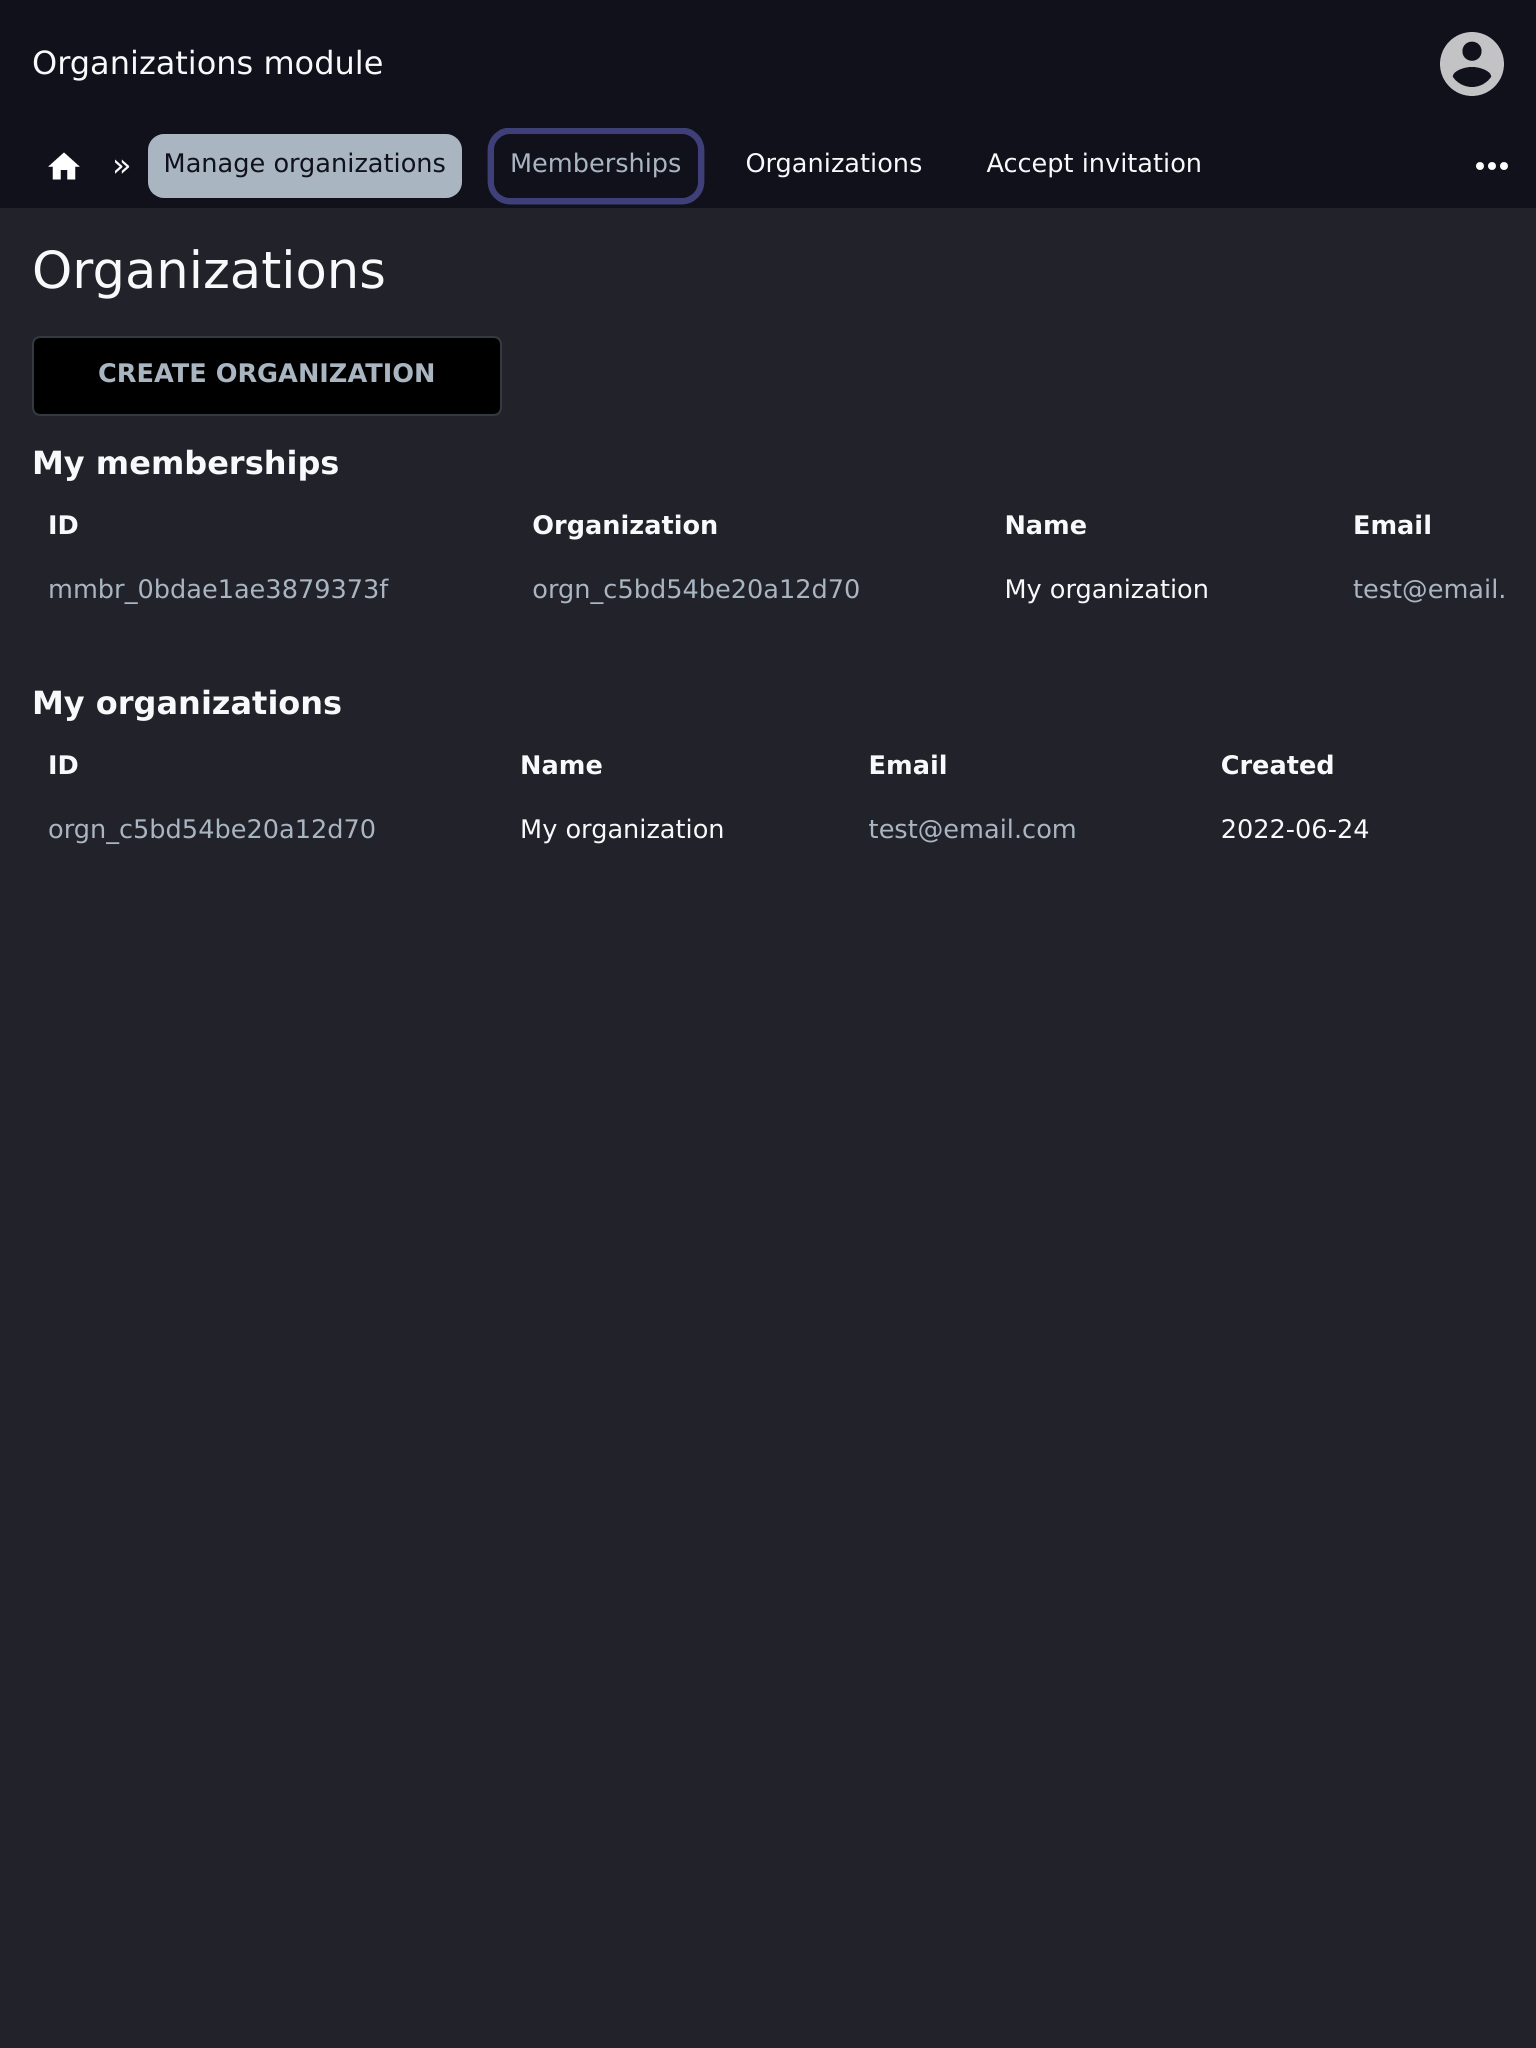 Organizations module
» Manage organizations Memberships Organizations Accept invitation •••
Organizations
CREATE ORGANIZATION
My memberships
ID Organization Name Email
mmbr_0bdae1ae3879373f orgn_c5bd54be20a12d70 My organization test@email.
My organizations
ID Name Email Created
orgn_c5bd54be20a12d70 My organization test@email.com 2022-06-24